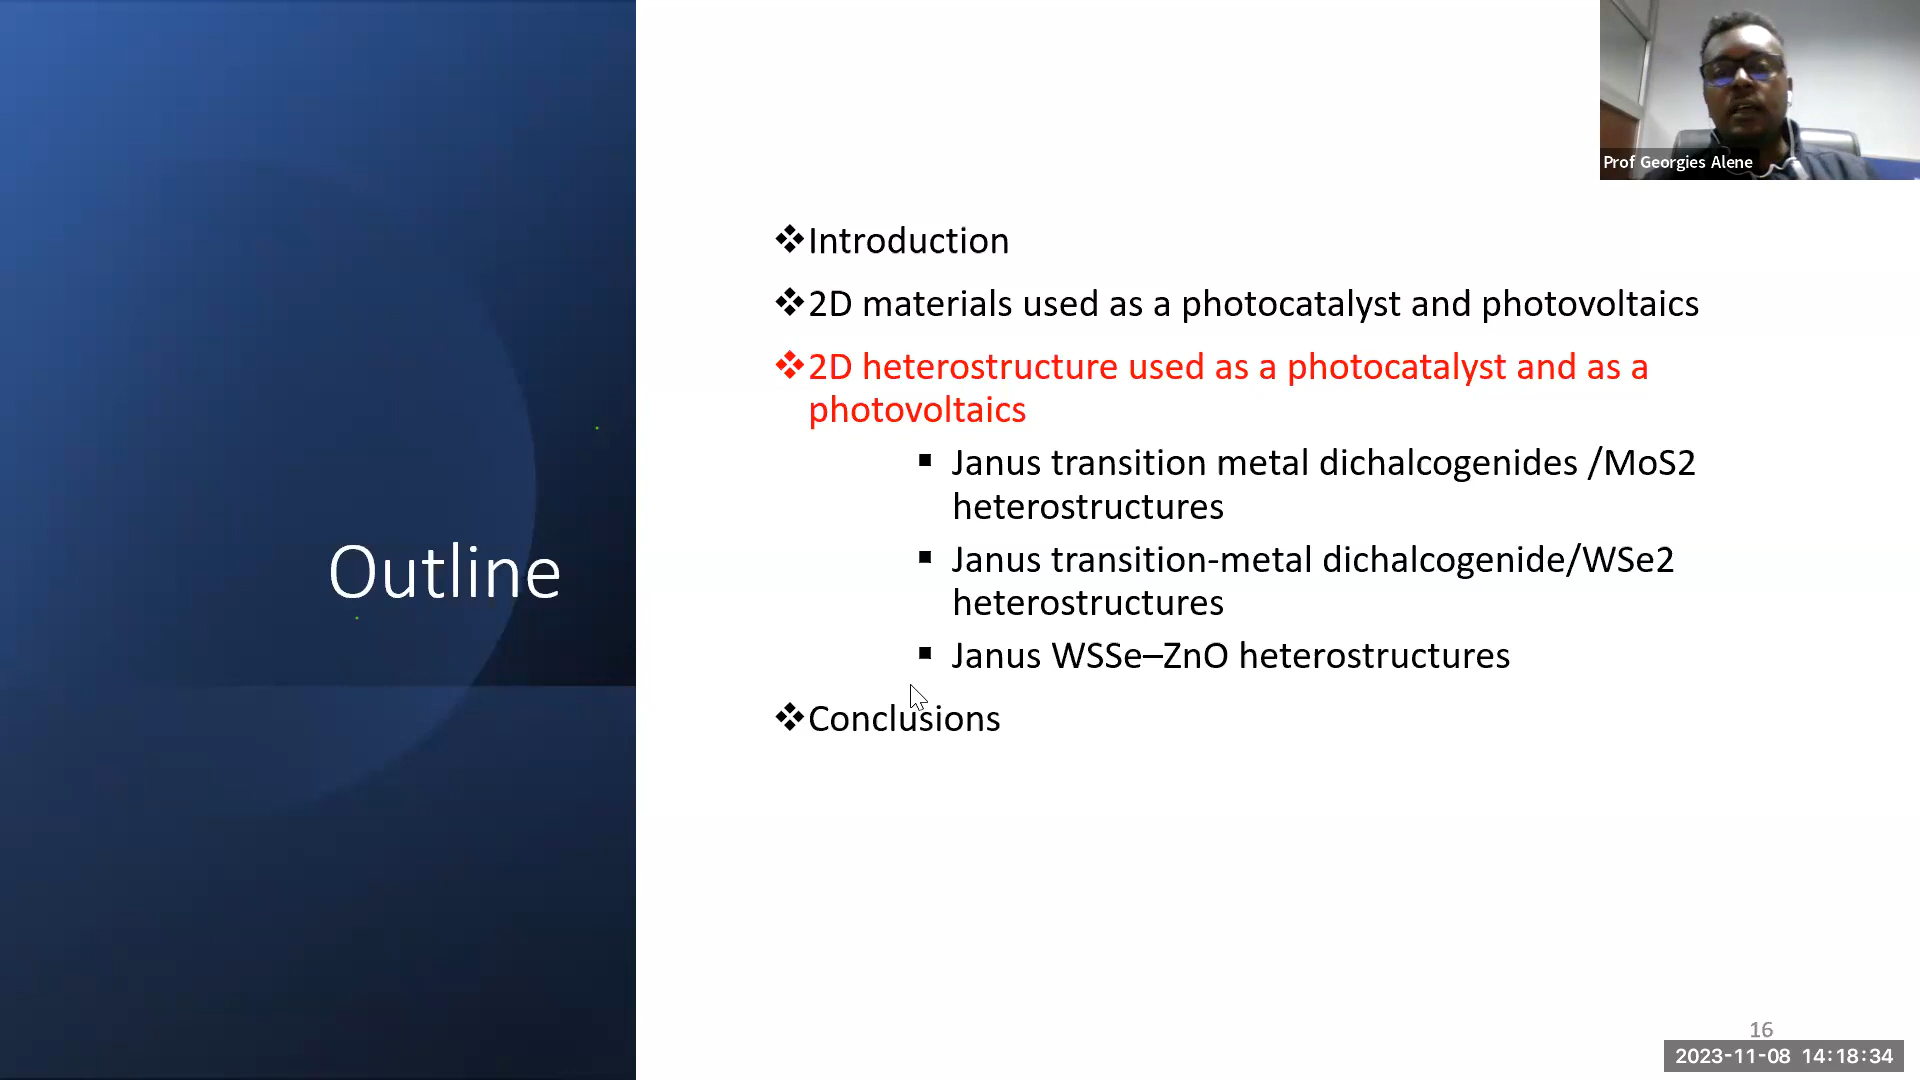 Prof Georgies Alene
❖Introduction
❖2D materials used as a photocatalyst and photovoltaics
❖2D heterostructure used as a photocatalyst and as a
photovoltaics
▪ Janus transition metal dichalcogenides /MoS2
heterostructures
▪ Janus transition-metal dichalcogenide/WSe2
heterostructures
▪ Janus WSSe–ZnO heterostructures
❖Conclusions
Outline
16
2023-11-08 14:18:34